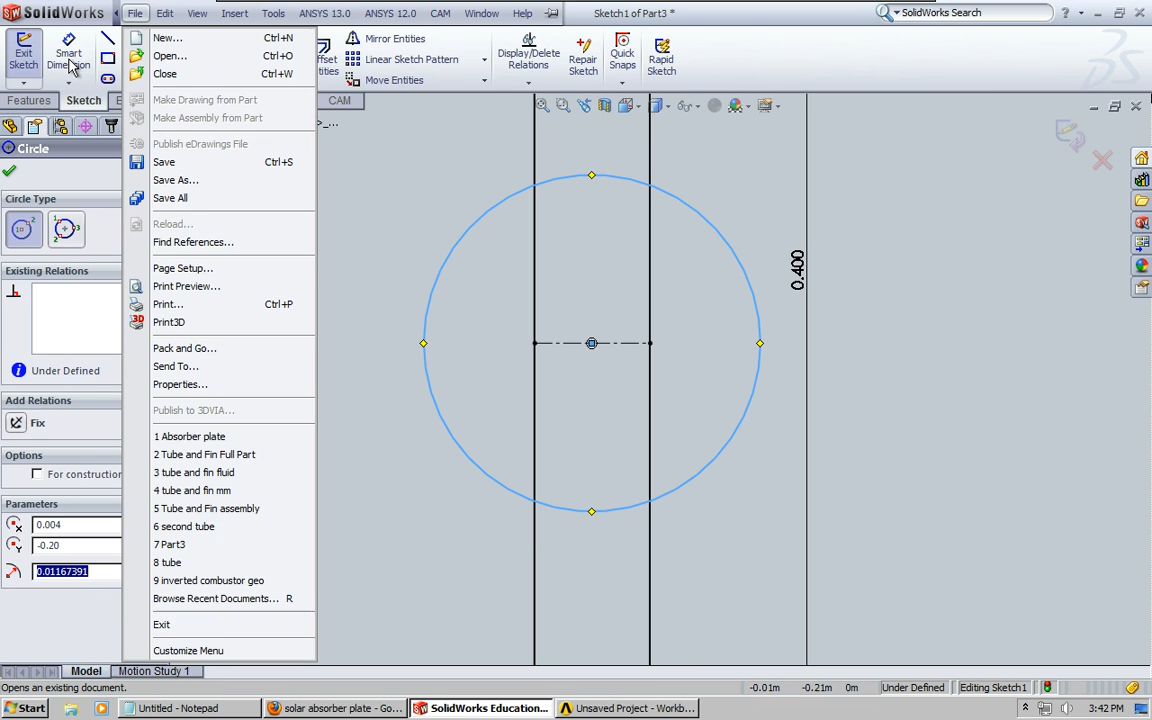 SolidWorks
File Edit View Insert Tools ANSYS 13.0 ANSYS 12.0 CAM Window Help
Sketch1 of Part3 *
SolidWorks Search
Exit Sketch
Smart Dimension
Mirror Entities
Linear Sketch Pattern
Move Entities
Display/Delete Relations
Repair Sketch
Quick Snaps
Rapid Sketch
Features Sketch E
CAM
>_...
Circle
Circle Type
Existing Relations
Under Defined
Add Relations
Fix
Options
For construction
Parameters
0.004
-0.20
0.01167391
New... Ctrl+N
Open... Ctrl+O
Close Ctrl+W
Make Drawing from Part
Make Assembly from Part
Publish eDrawings File
Save Ctrl+S
Save As...
Save All
Reload...
Find References...
Page Setup...
Print Preview...
Print... Ctrl+P
Print3D
Pack and Go...
Send To...
Properties...
Publish to 3DVIA...
1 Absorber plate
2 Tube and Fin Full Part
3 tube and fin fluid
4 tube and fin mm
5 Tube and Fin assembly
6 second tube
7 Part3
8 tube
9 inverted combustor geo
Browse Recent Documents... R
Exit
Customize Menu
0.400
Model Motion Study 1
Opens an existing document.
-0.01m -0.21m 0m Under Defined Editing Sketch1
Start
Untitled - Notepad
solar absorber plate - Go...
SolidWorks Education...
Unsaved Project - Workb...
3:42 PM